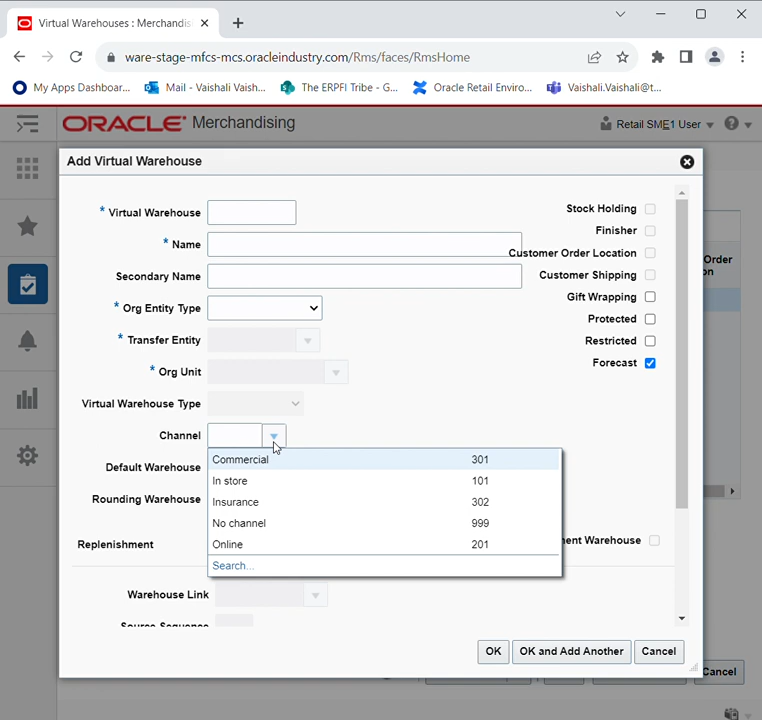 Virtual Warehouses : Merchandis
ware-stage-mfcs-mcs.oracleindustry.com/Rms/faces/RmsHome
My Apps Dashboar... Mail - Vaishali Vaish... The ERPFI Tribe - G... Oracle Retail Enviro... Vaishali.Vaishali@t...
ORACLE® Merchandising Retail SME1 User
Add Virtual Warehouse
* Virtual Warehouse Stock Holding
Finisher
* Name
Customer Order Location
Order
Secondary Name Customer Shipping
Gift Wrapping
* Org Entity Type
Protected
* Transfer Entity Restricted
Forecast
* Org Unit
Virtual Warehouse Type
Channel
Commercial 301
Default Warehouse
In store 101
Rounding Warehouse Insurance 302
No channel 999
Replenishment Online 201 ent Warehouse
Search...
Warehouse Link
Source Sequence
OK OK and Add Another Cancel
Cancel